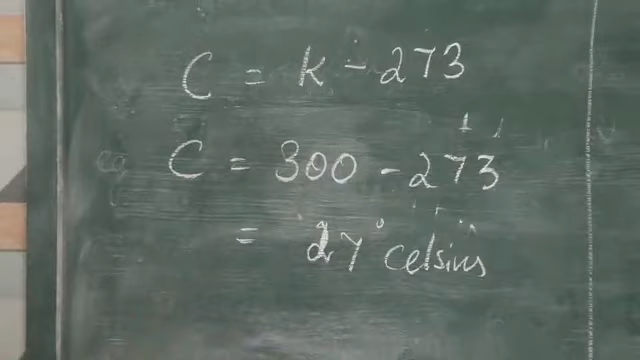 C = K - 273
C = 300 - 273
= 27° celsius